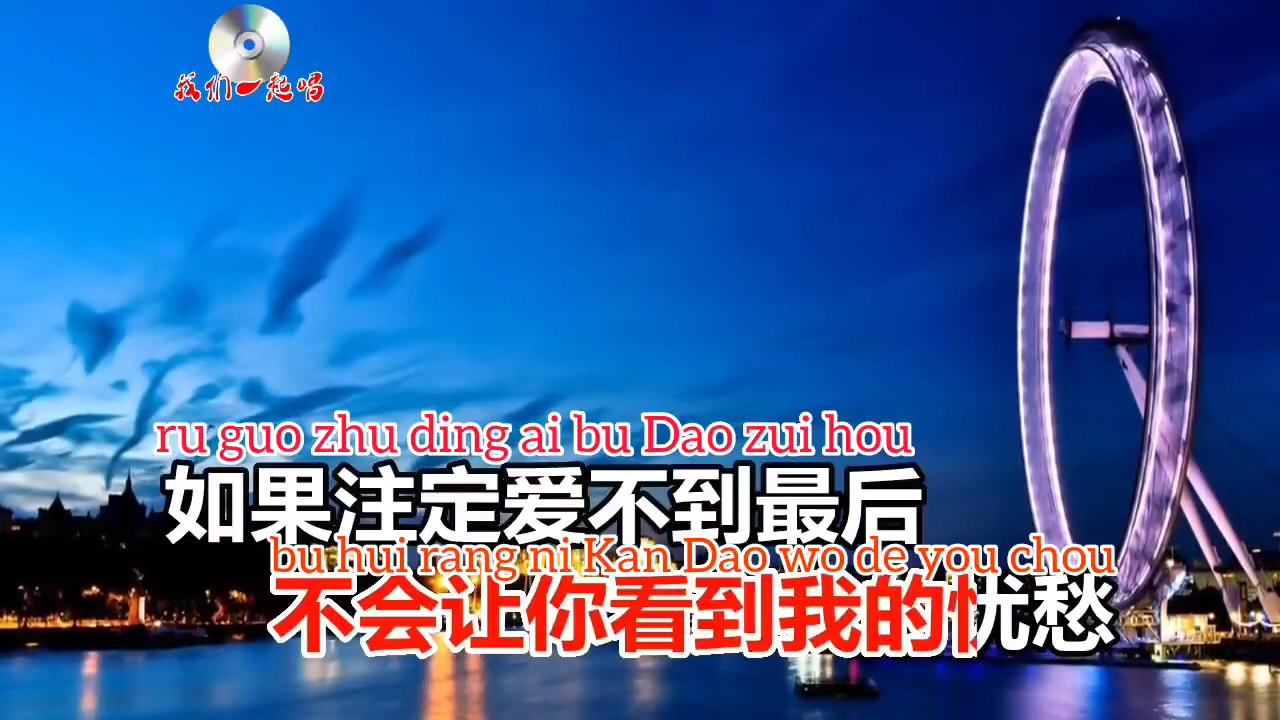 我们一起唱
ru guo zhu ding ai bu Dao zui hou
如果注定爱不到最后
bu hui rang ni Kan Dao wo de you chou
不会让你看到我的忧愁